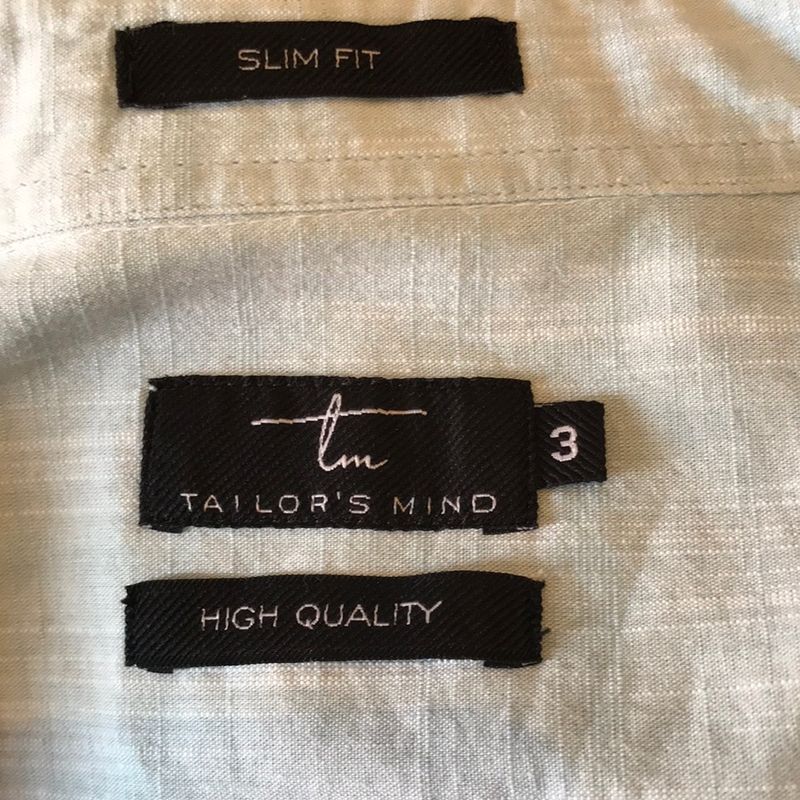 SLIM FIT
tm
TAILOR'S MIND
3
HIGH QUALITY